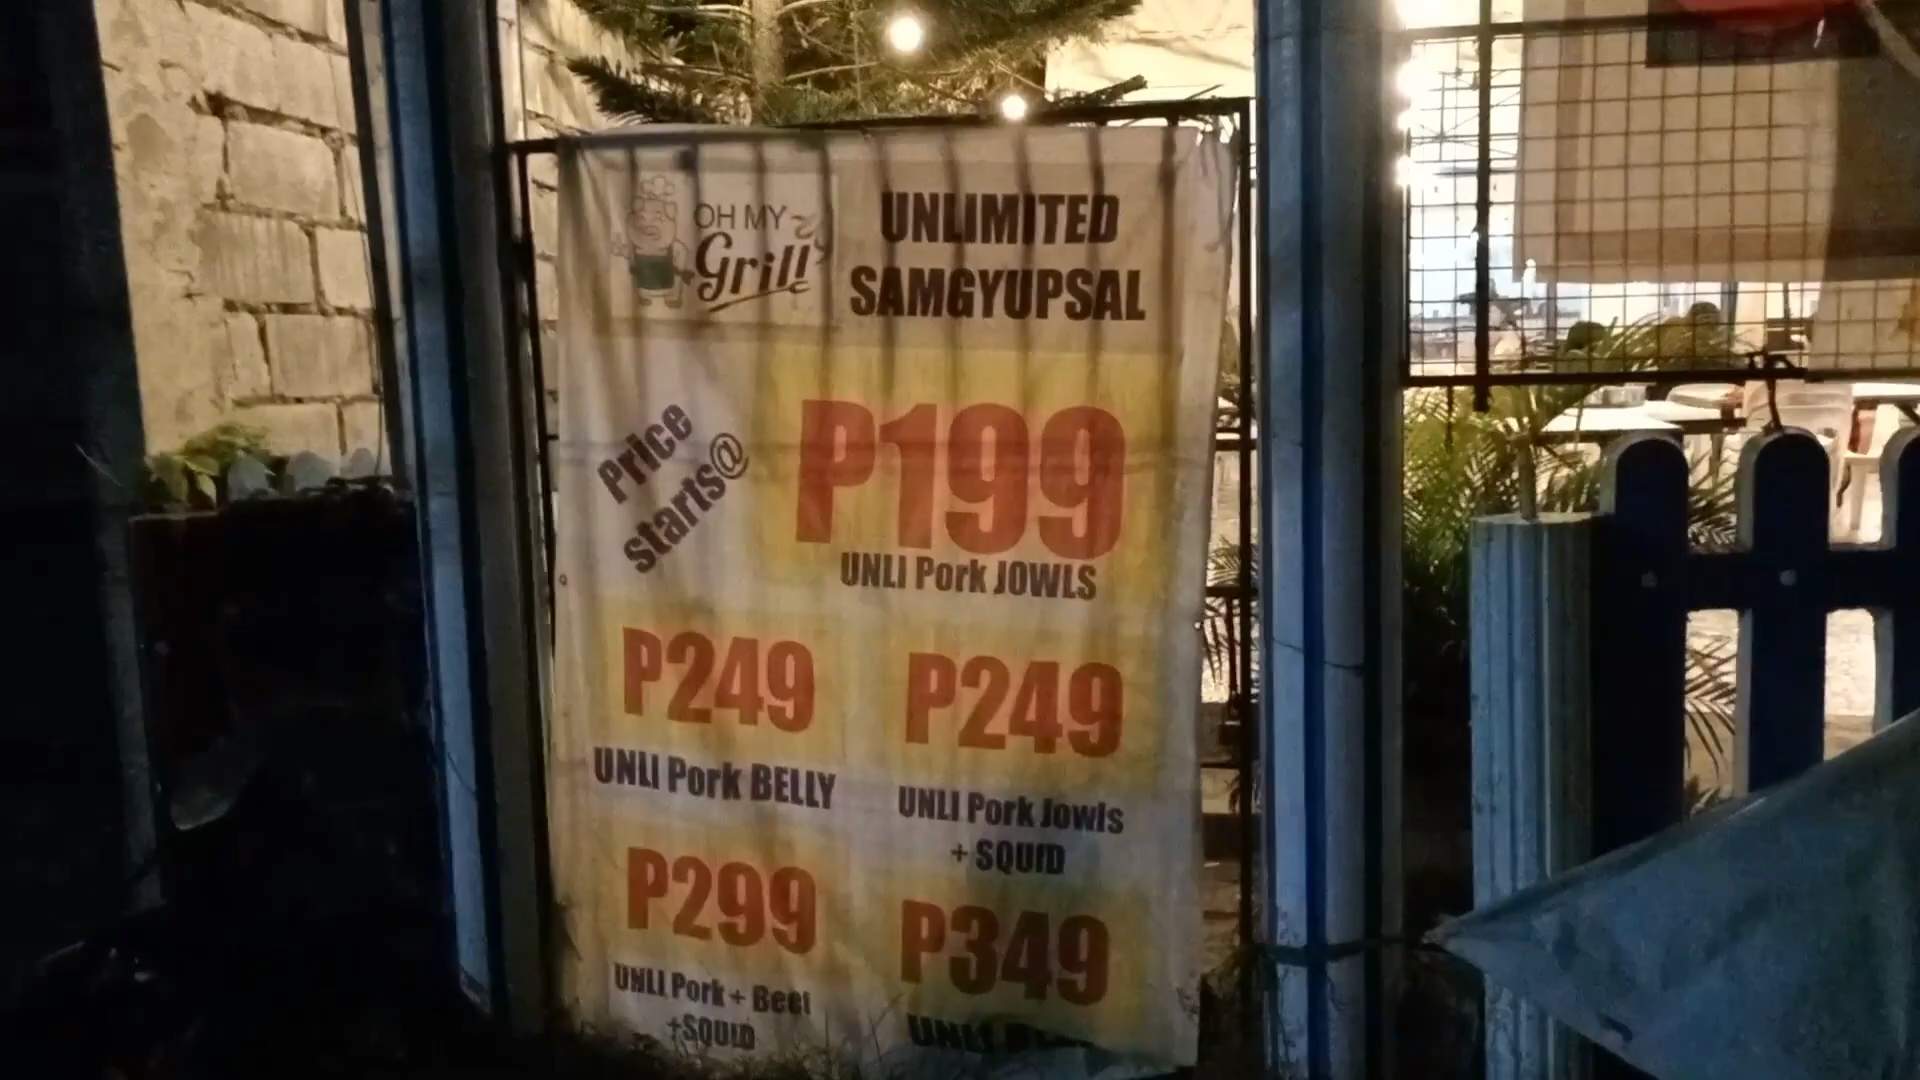 OH MY
Grill
UNLIMITED
SAMGYUPSAL
Price
starts@
P199
UNLI Pork JOWLS
P249
UNLI Pork BELLY
P249
UNLI Pork Jowls
+ SQUID
P299
UNLI Pork + Beef
+SQUID
P349
UNLI